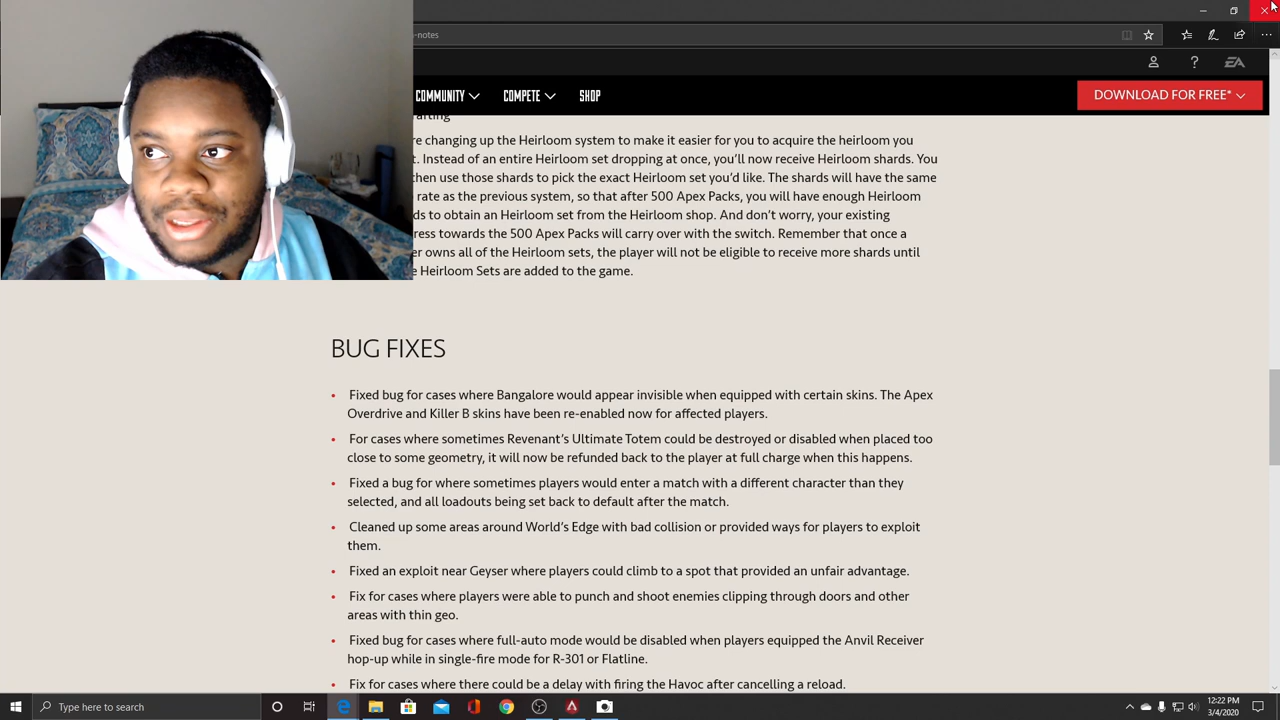 -notes
COMMUNITY
COMPETE
SHOP
DOWNLOAD FOR FREE*
EA
?
re changing up the Heirloom system to make it easier for you to acquire the heirloom you
t. Instead of an entire Heirloom set dropping at once, you'll now receive Heirloom shards. You
then use those shards to pick the exact Heirloom set you'd like. The shards will have the same
rate as the previous system, so that after 500 Apex Packs, you will have enough Heirloom
ds to obtain an Heirloom set from the Heirloom shop. And don't worry, your existing
ress towards the 500 Apex Packs will carry over with the switch. Remember that once a
er owns all of the Heirloom sets, the player will not be eligible to receive more shards until
e Heirloom Sets are added to the game.
BUG FIXES
• Fixed bug for cases where Bangalore would appear invisible when equipped with certain skins. The Apex
Overdrive and Killer B skins have been re-enabled now for affected players.
• For cases where sometimes Revenant's Ultimate Totem could be destroyed or disabled when placed too
close to some geometry, it will now be refunded back to the player at full charge when this happens.
• Fixed a bug for where sometimes players would enter a match with a different character than they
selected, and all loadouts being set back to default after the match.
• Cleaned up some areas around World's Edge with bad collision or provided ways for players to exploit
them.
• Fixed an exploit near Geyser where players could climb to a spot that provided an unfair advantage.
• Fix for cases where players were able to punch and shoot enemies clipping through doors and other
areas with thin geo.
• Fixed bug for cases where full-auto mode would be disabled when players equipped the Anvil Receiver
hop-up while in single-fire mode for R-301 or Flatline.
• Fix for cases where there could be a delay with firing the Havoc after cancelling a reload.
Type here to search
12:22 PM
3/4/2020